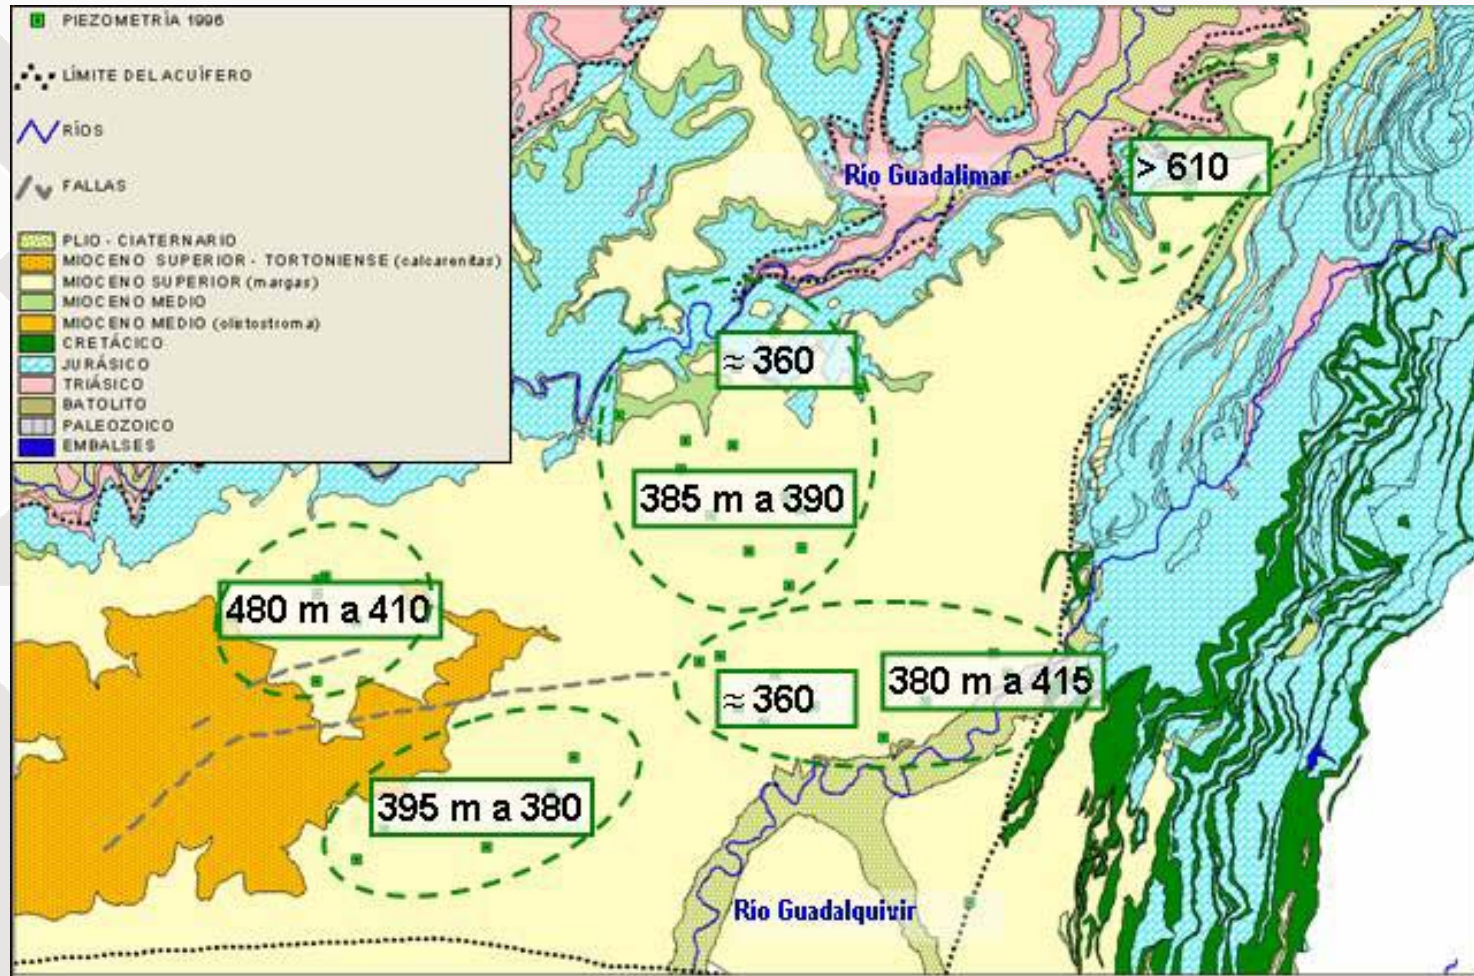 PIEZOMETRÍA 1996
LÍMITE DEL ACUÍFERO
RÍOS
FALLAS
PLIO - CIATERNARIO
MIOCENO SUPERIOR - TORTONIENSE (calcarenitas)
MIOCENO SUPERIOR (margas)
MIOCENO MEDIO
MIOCENO MEDIO (olistostroma)
CRETÁCICO
JURÁSICO
TRIÁSICO
BATOLITO
PALEOZOICO
EMBALSES
> 610
Río Guadalimar
≈ 360
385 m a 390
480 m a 410
≈ 360
380 m a 415
395 m a 380
Río Guadalquivir